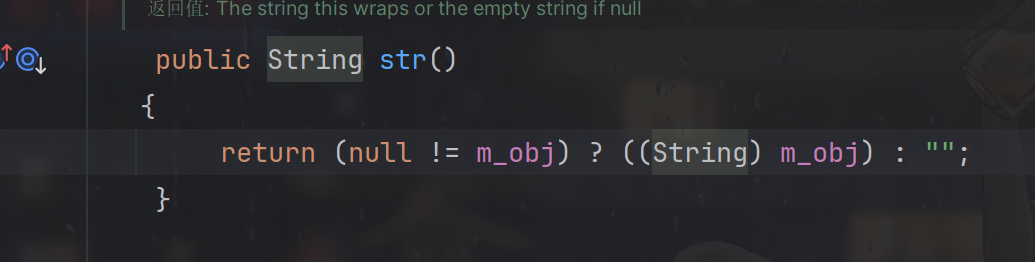 返回值: The string this wraps or the empty string if null
public String str()
{
return (null != m_obj) ? ((String) m_obj) : "";
}